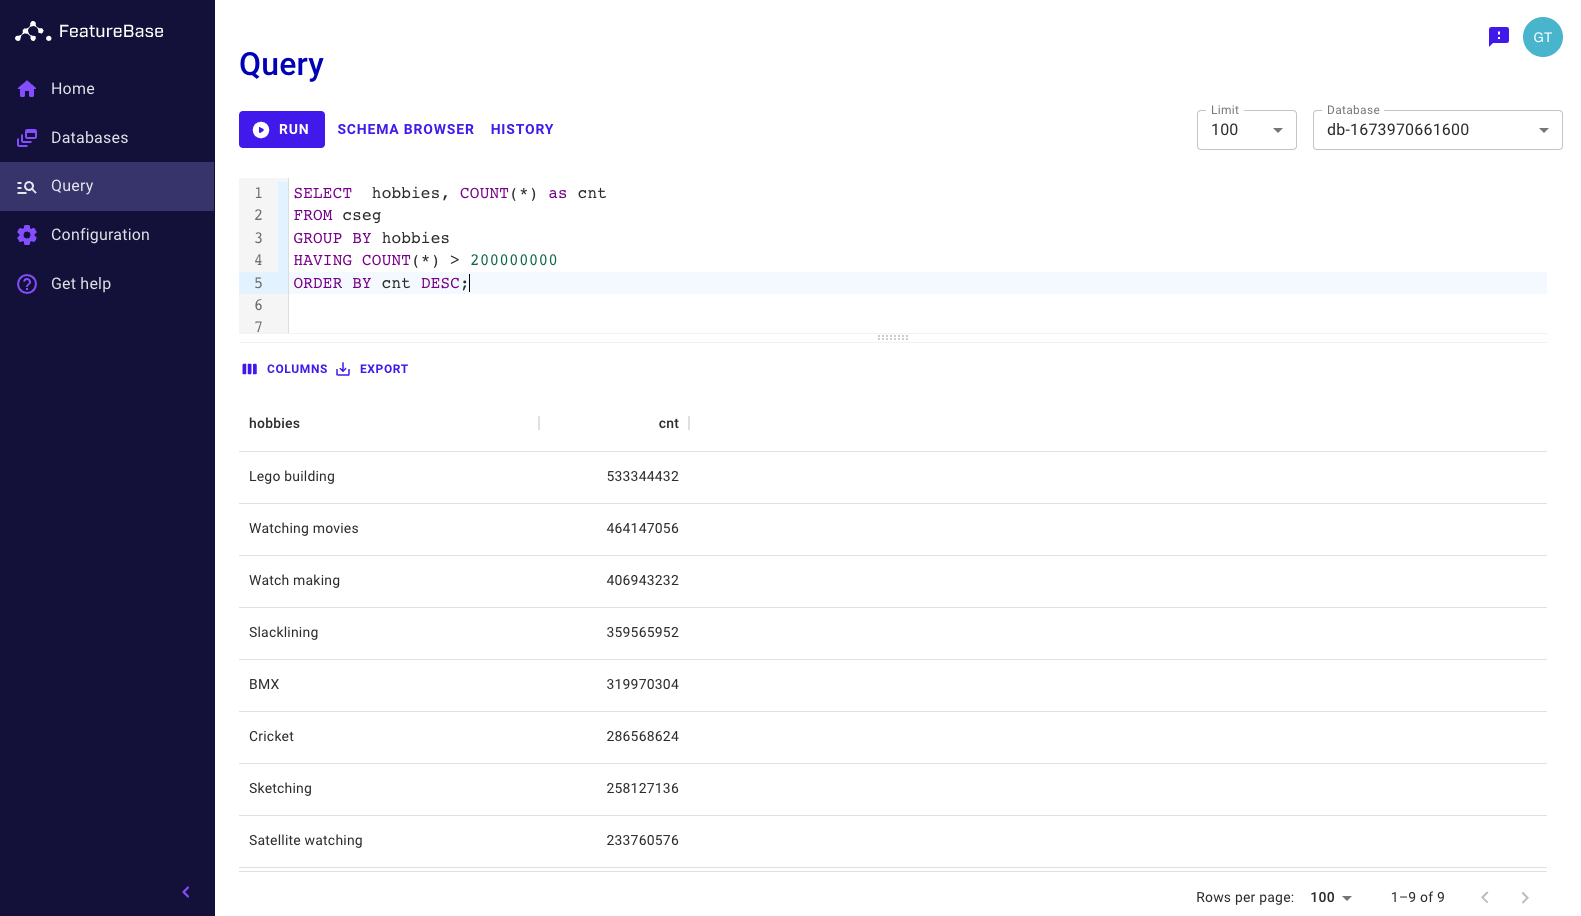 FeatureBase
Home
Databases
Query
Configuration
Get help
GT
Query
RUN
SCHEMA BROWSER
HISTORY
Limit
100
Database
db-1673970661600
1 SELECT  hobbies, COUNT(*) as cnt
2 FROM cseg
3 GROUP BY hobbies
4 HAVING COUNT(*) > 200000000
5 ORDER BY cnt DESC;
6
7
COLUMNS EXPORT
hobbies cnt
Lego building 533344432
Watching movies 464147056
Watch making 406943232
Slacklining 359565952
BMX 319970304
Cricket 286568624
Sketching 258127136
Satellite watching 233760576
Rows per page: 100 1–9 of 9